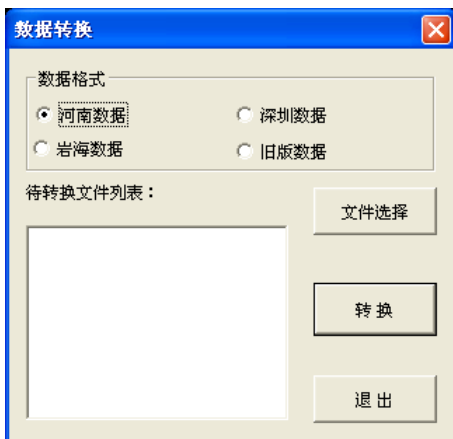 数据转换
数据格式
河南数据 深圳数据
岩海数据 旧版数据
待转换文件列表：
文件选择
转 换
退 出